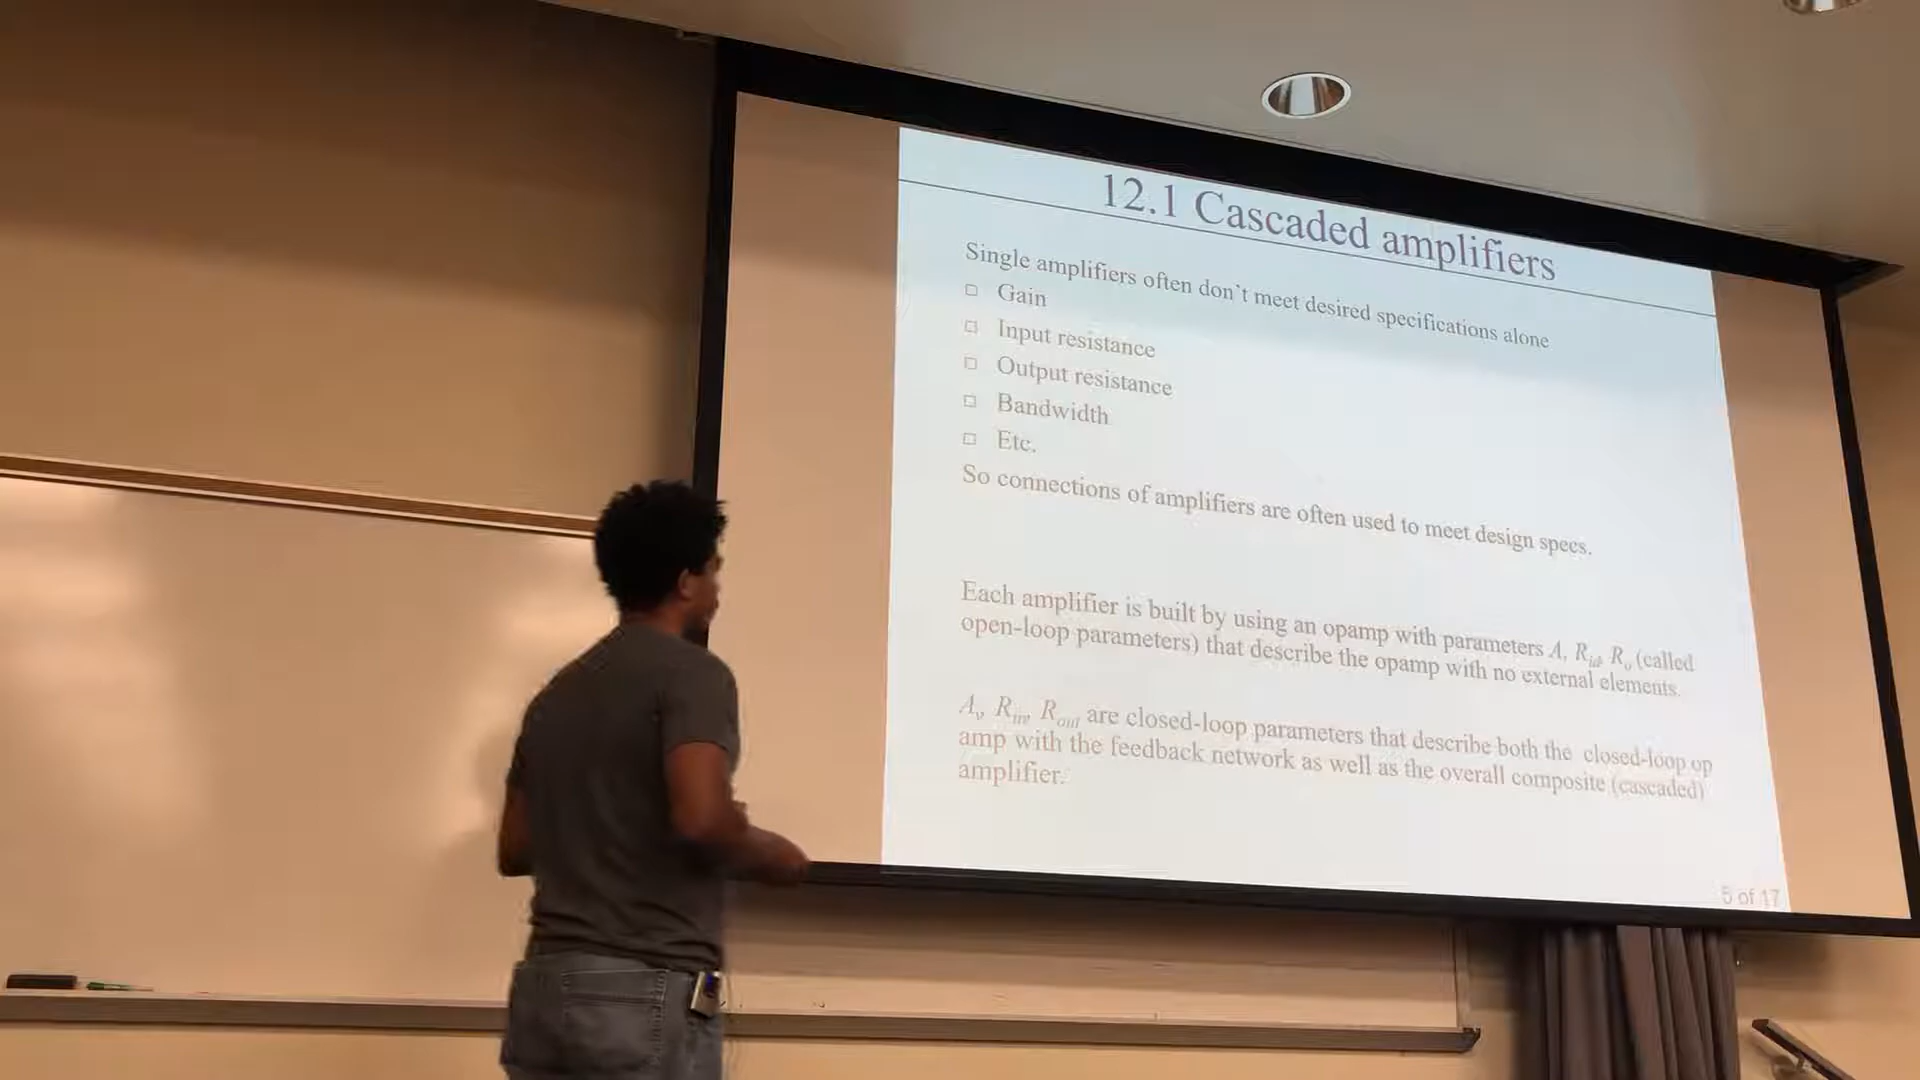 12.1 Cascaded amplifiers
Single amplifiers often don`t meet desired specifications alone
□ Gain
□ Input resistance
□ Output resistance
□ Bandwidth
□ Etc.
So connections of amplifiers are often used to meet design specs.
Each amplifier is built by using an opamp with parameters A, Rid, Ro (called
open-loop parameters) that describe the opamp with no external elements.
Av, Rin, Rout are closed-loop parameters that describe both the closed-loop op
amp with the feedback network as well as the overall composite (cascaded)
amplifier.
5 of 17